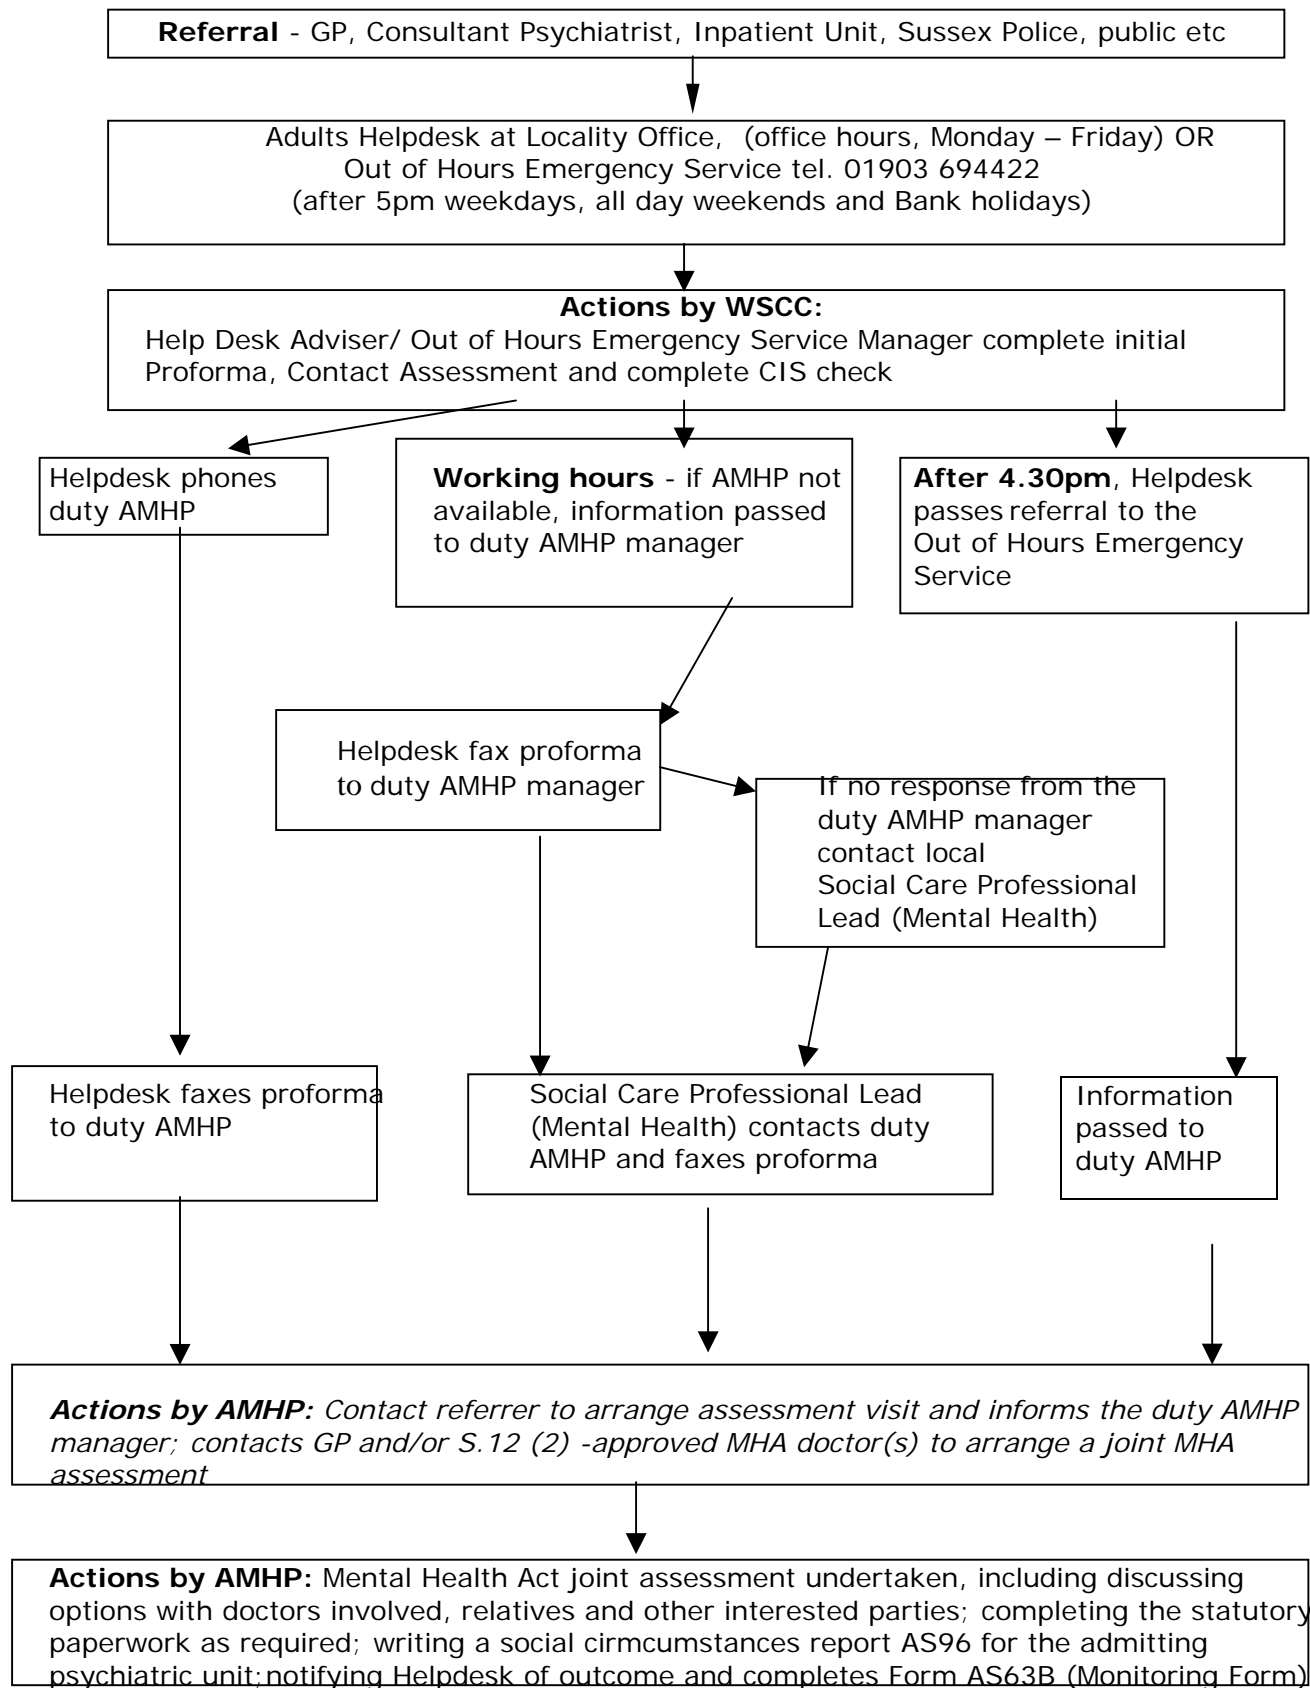 Referral - GP, Consultant Psychiatrist, Inpatient Unit, Sussex Police, public etc
Adults Helpdesk at Locality Office,  (office hours, Monday – Friday) OR
Out of Hours Emergency Service tel. 01903 694422
(after 5pm weekdays, all day weekends and Bank holidays)
Actions by WSCC:
Help Desk Adviser/ Out of Hours Emergency Service Manager complete initial
Proforma, Contact Assessment and complete CIS check
Helpdesk phones
duty AMHP
Working hours - if AMHP not
available, information passed
to duty AMHP manager
After 4.30pm, Helpdesk
passes referral to the
Out of Hours Emergency
Service
Helpdesk fax proforma
to duty AMHP manager
If no response from the
duty AMHP manager
contact local
Social Care Professional
Lead (Mental Health)
Helpdesk faxes proforma
to duty AMHP
Social Care Professional Lead
(Mental Health) contacts duty
AMHP and faxes proforma
Information
passed to
duty AMHP
Actions by AMHP: Contact referrer to arrange assessment visit and informs the duty AMHP
manager; contacts GP and/or S.12 (2) -approved MHA doctor(s) to arrange a joint MHA
assessment
Actions by AMHP: Mental Health Act joint assessment undertaken, including discussing
options with doctors involved, relatives and other interested parties; completing the statutory
paperwork as required; writing a social cirmcumstances report AS96 for the admitting
psychiatric unit;notifying Helpdesk of outcome and completes Form AS63B (Monitoring Form)